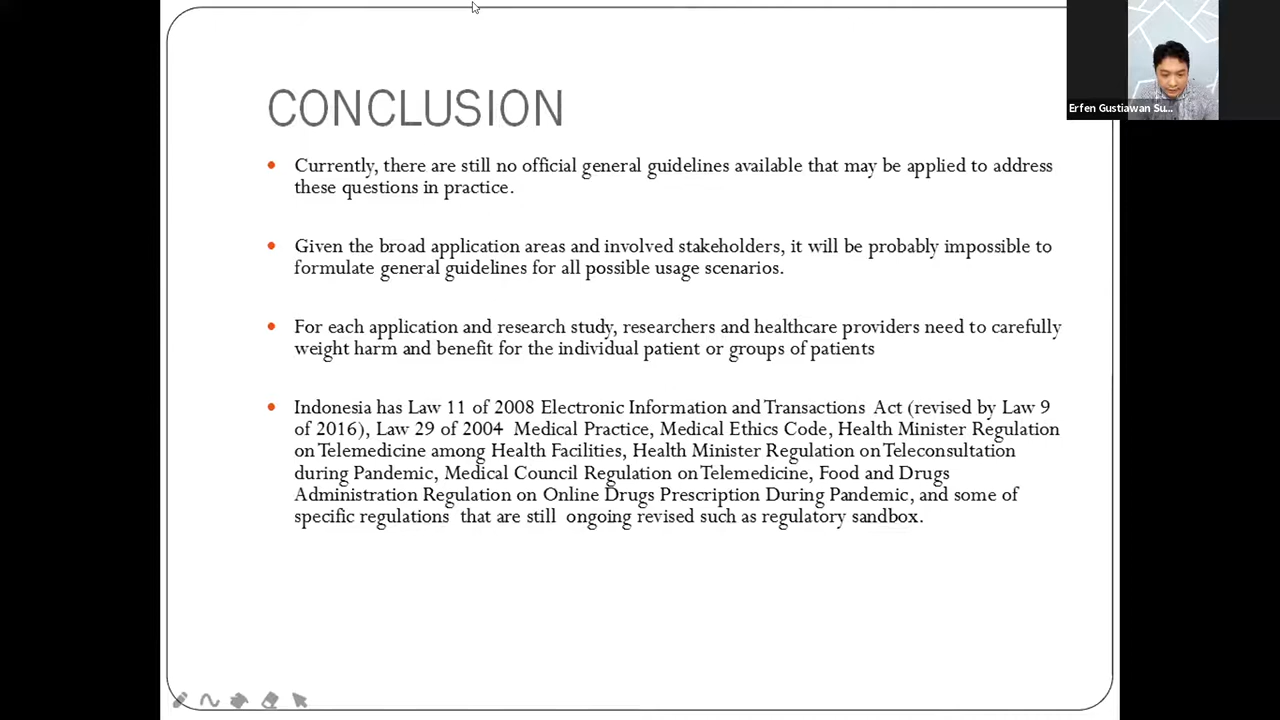 CONCLUSION
Currently, there are still no official general guidelines available that may be applied to address
these questions in practice.
Given the broad application areas and involved stakeholders, it will be probably impossible to
formulate general guidelines for all possible usage scenarios.
For each application and research study, researchers and healthcare providers need to carefully
weight harm and benefit for the individual patient or groups of patients
Indonesia has Law 11 of 2008 Electronic Information and Transactions Act (revised by Law 9
of 2016), Law 29 of 2004 Medical Practice, Medical Ethics Code, Health Minister Regulation
on Telemedicine among Health Facilities, Health Minister Regulation on Teleconsultation
during Pandemic, Medical Council Regulation on Telemedicine, Food and Drugs
Administration Regulation on Online Drugs Prescription During Pandemic, and some of
specific regulations that are still ongoing revised such as regulatory sandbox.
Erfen Gustiawan Su...